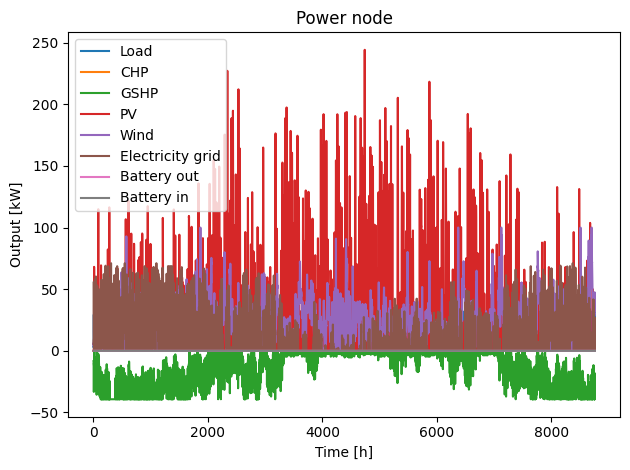 Power node
Load
CHP
GSHP
PV
Wind
Electricity grid
Battery out
Battery in
250
200
150
100
50
0
−50
Output [kW]
0 2000 4000 6000 8000
Time [h]